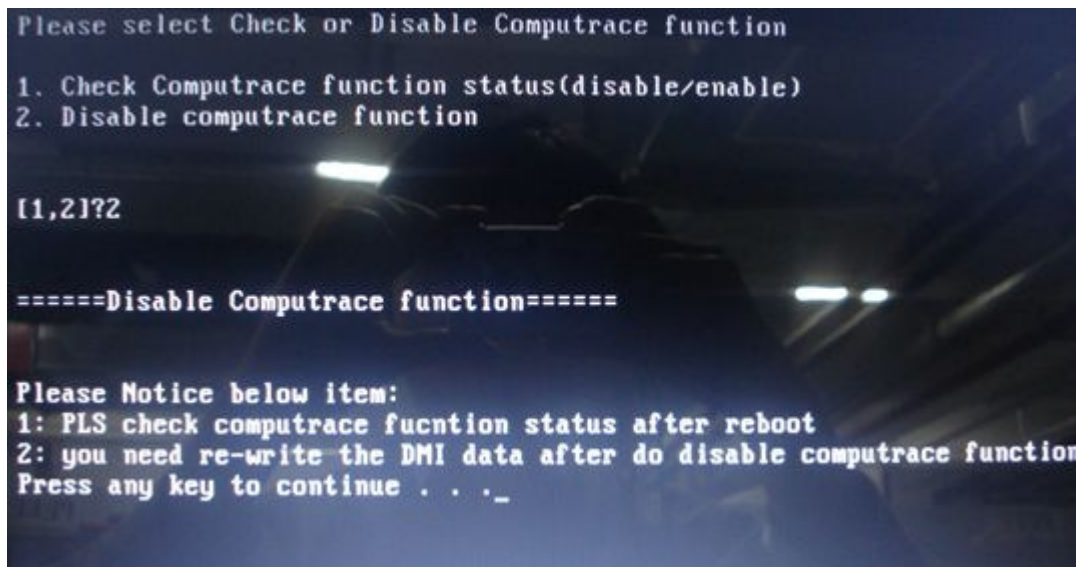 Please select Check or Disable Computrace function
1. Check Computrace function status(disable/enable)
2. Disable computrace function
[1,2]?2
======Disable Computrace function======
Please Notice below item:
1: PLS check computrace fucntion status after reboot
2: you need re-write the DMI data after do disable computrace function
Press any key to continue . . ._